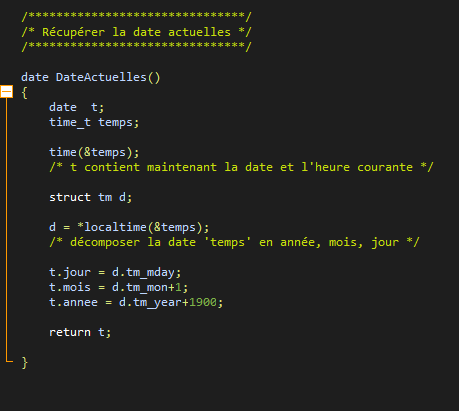 /*******************************/
/* Récupérer la date actuelles */
/*******************************/
date DateActuelles()
{
date  t;
time_t temps;
time(&temps);
/* t contient maintenant la date et l'heure courante */
struct tm d;
d = *localtime(&temps);
/* décomposer la date 'temps' en année, mois, jour */
t.jour = d.tm_mday;
t.mois = d.tm_mon+1;
t.annee = d.tm_year+1900;
return t;
}